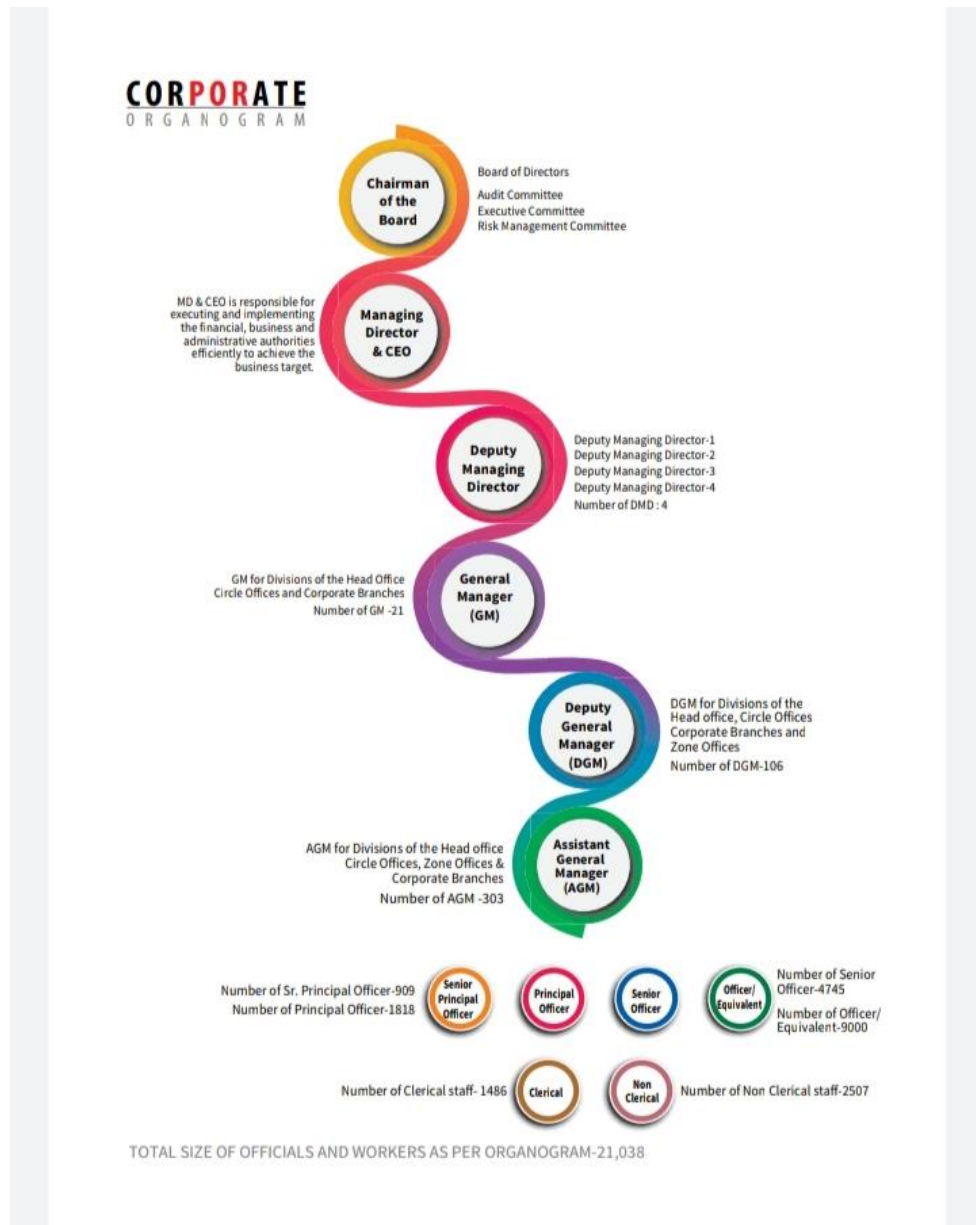 CORPORATE
ORGANOGRAM
Chairman
of the
Board
Board of Directors
Audit Committee
Executive Committee
Risk Management Committee
MD & CEO is responsible for
executing and implementing
the financial, business and
administrative authorities
efficiently to achieve the
business target.
Managing
Director
& CEO
Deputy
Managing
Director
Deputy Managing Director-1
Deputy Managing Director-2
Deputy Managing Director-3
Deputy Managing Director-4
Number of DMD : 4
GM for Divisions of the Head Office
Circle Offices and Corporate Branches
Number of GM -21
General
Manager
(GM)
Deputy
General
Manager
(DGM)
DGM for Divisions of the
Head office, Circle Offices
Corporate Branches and
Zone Offices
Number of DGM-106
AGM for Divisions of the Head office
Circle Offices, Zone Offices &
Corporate Branches
Number of AGM -303
Assistant
General
Manager
(AGM)
Number of Sr. Principal Officer-909
Number of Principal Officer-1818
Senior
Principal
Officer
Principal
Officer
Senior
Officer
Officer/
Equivalent
Number of Senior
Officer-4745
Number of Officer/
Equivalent-9000
Number of Clerical staff- 1486
Clerical
Non
Clerical
Number of Non Clerical staff-2507
TOTAL SIZE OF OFFICIALS AND WORKERS AS PER ORGANOGRAM-21,038